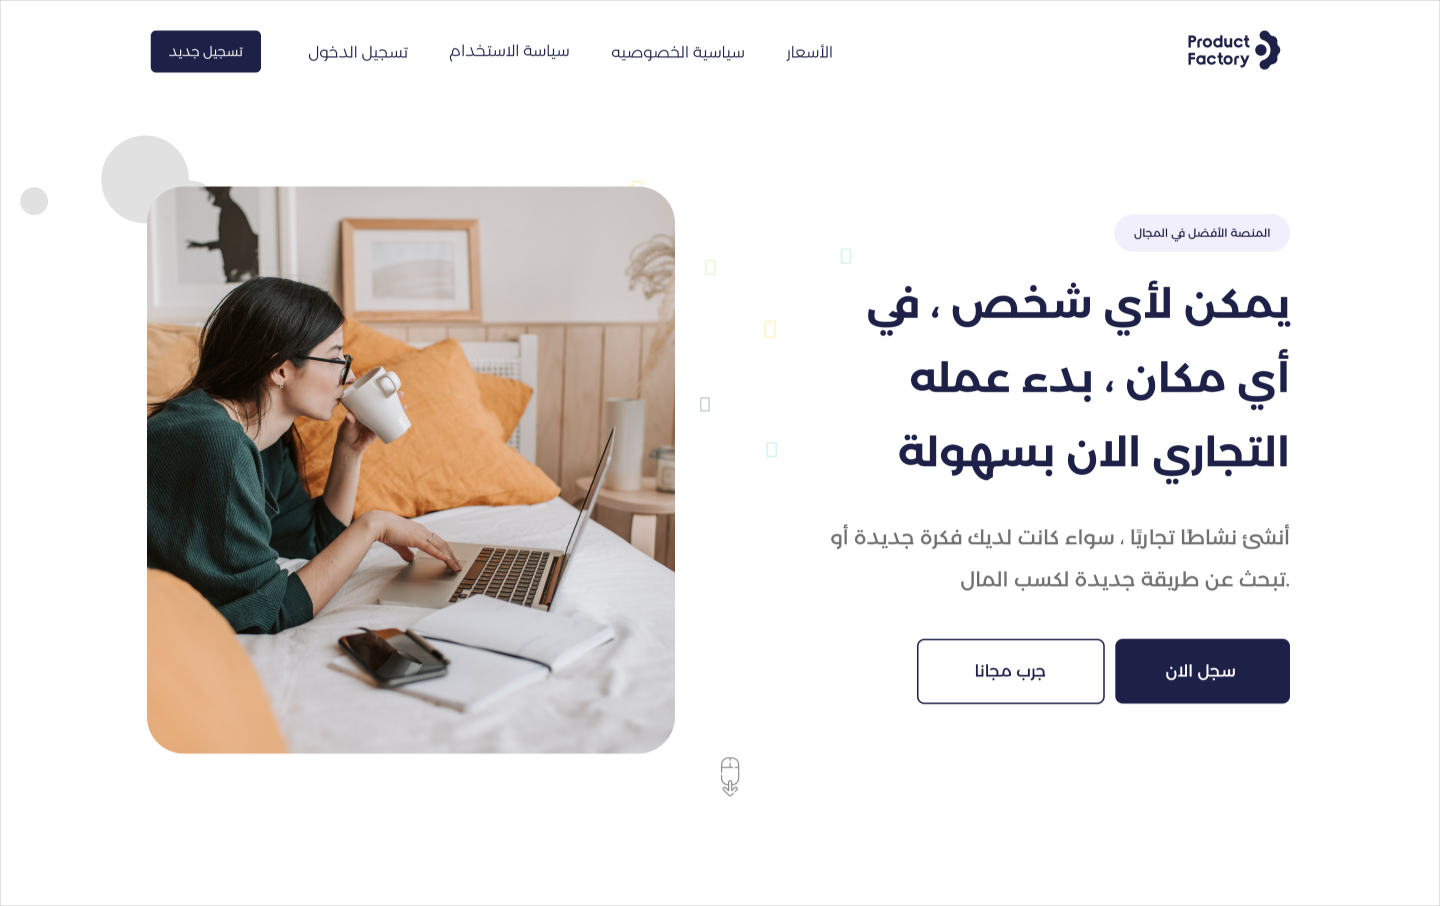 Product
Factory
الأسعار
سياسية الخصوصيه
سياسة الاستخدام
تسجيل الدخول
تسجيل جديد
المنصة الأفضل في المجال
يمكن لأي شخص ، في
أي مكان ، بدء عمله
التجاري الان بسهولة
أنشئ نشاطًا تجاريًا ، سواء كانت لديك فكرة جديدة أو
.تبحث عن طريقة جديدة لكسب المال
سجل الان
جرب مجانا